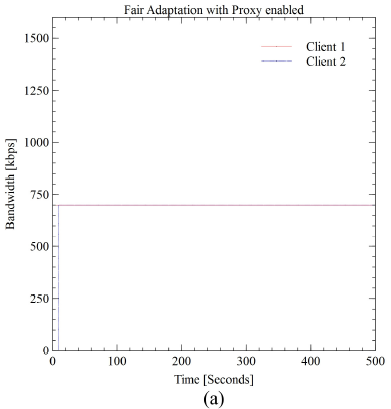 Fair Adaptation with Proxy enabled
1500
1250
1000
750
500
250
0
Bandwidth [kbps]
Client 1
Client 2
0 100 200 300 400 500
Time [Seconds]
(a)